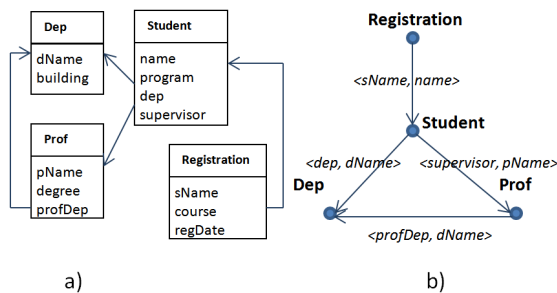 Dep
dName
building
Student
name
program
dep
supervisor
Prof
pName
degree
profDep
Registration
sName
course
regDate
a)
Registration
<sName, name>
Student
<dep, dName>
<supervisor, pName>
Dep
Prof
<profDep, dName>
b)